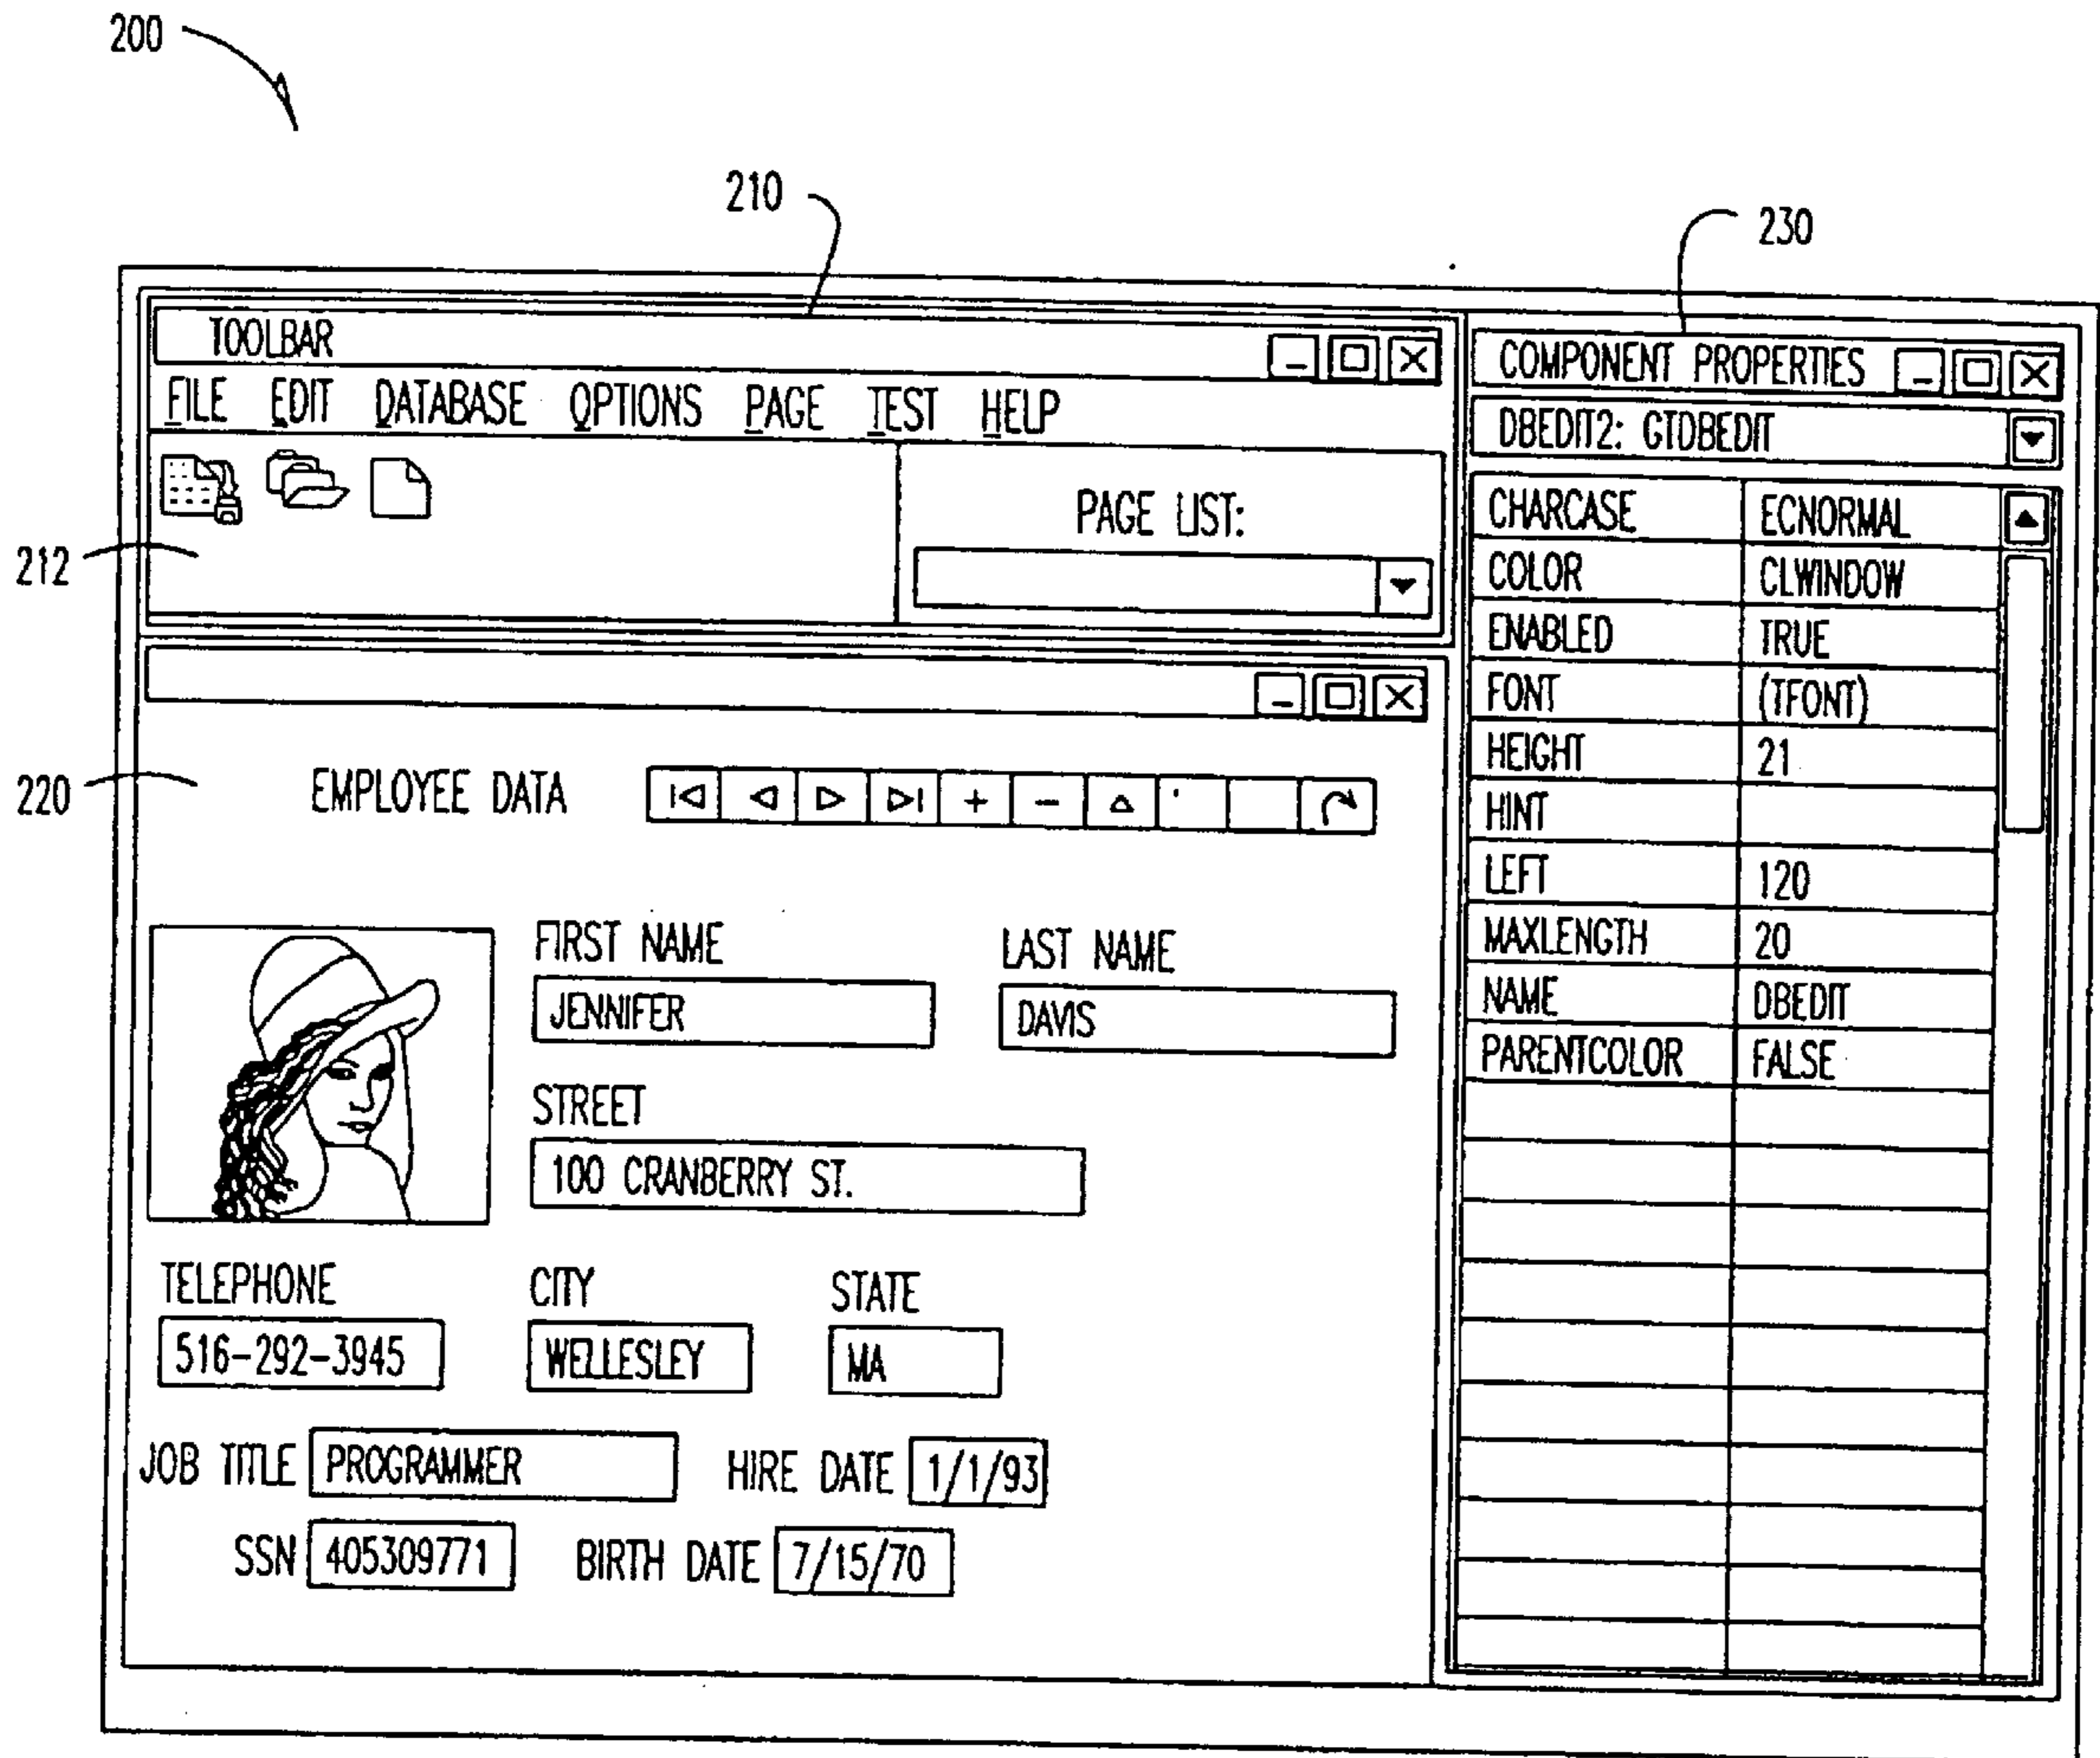 200
210
230
TOOLBAR
FILE EDIT DATABASE OPTIONS PAGE TEST HELP
212
PAGE LIST:
COMPONENT PROPERTIES
DBEDIT2: GTDBEDIT
CHARCASE ECNORMAL
COLOR CLWINDOW
ENABLED TRUE
FONT (TFONT)
HEIGHT 21
HINT
LEFT 120
MAXLENGTH 20
NAME DBEDIT
PARENTCOLOR FALSE
220
EMPLOYEE DATA
FIRST NAME LAST NAME
JENNIFER DAVIS
STREET
100 CRANBERRY ST.
TELEPHONE CITY STATE
516-292-3945 WELLESLEY MA
JOB TITLE PROGRAMMER HIRE DATE 1/1/93
SSN 405309771 BIRTH DATE 7/15/70